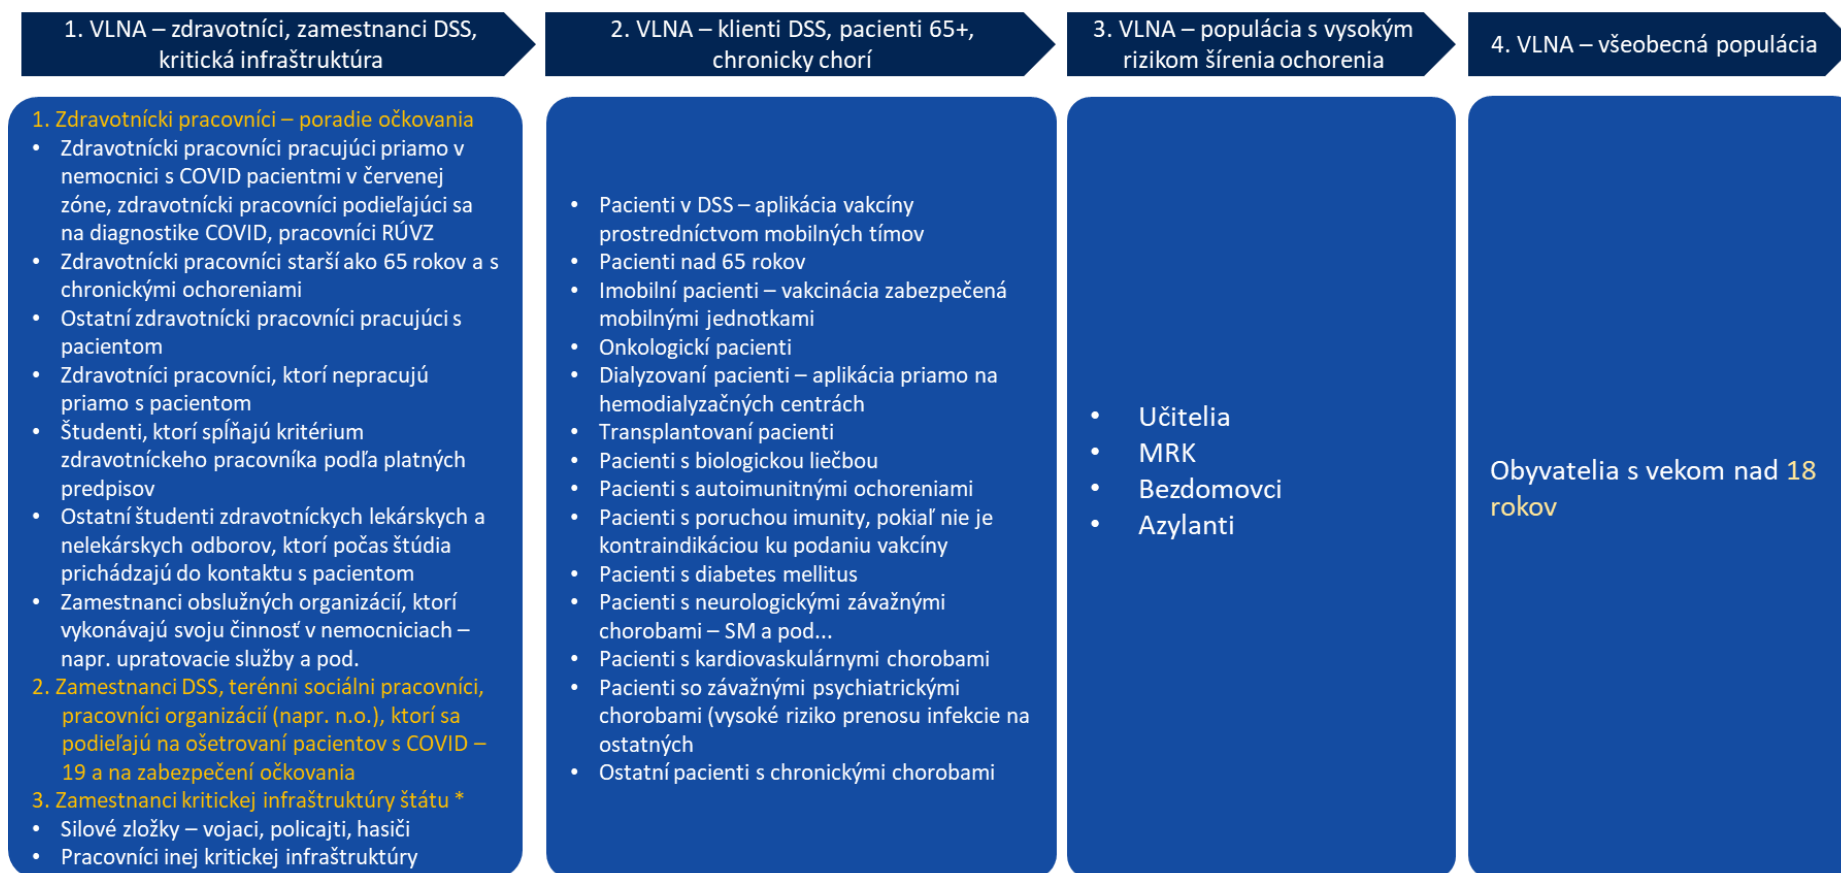 1. VLNA – zdravotníci, zamestnanci DSS,
kritická infraštruktúra
1. Zdravotnícki pracovníci – poradie očkovania
• Zdravotnícki pracovníci pracujúci priamo v
nemocnici s COVID pacientmi v červenej
zóne, zdravotnícki pracovníci podieľajúci sa
na diagnostike COVID, pracovníci RÚVZ
• Zdravotnícki pracovníci starší ako 65 rokov a s
chronickými ochoreniami
• Ostatní zdravotnícki pracovníci pracujúci s
pacientom
• Zdravotníci pracovníci, ktorí nepracujú
priamo s pacientom
• Študenti, ktorí spĺňajú kritérium
zdravotníckeho pracovníka podľa platných
predpisov
• Ostatní študenti zdravotníckych lekárskych a
nelekárskych odborov, ktorí počas štúdia
prichádzajú do kontaktu s pacientom
• Zamestnanci obslužných organizácií, ktorí
vykonávajú svoju činnosť v nemocniciach –
napr. upratovacie služby a pod.
2. Zamestnanci DSS, terénni sociálni pracovníci,
pracovníci organizácií (napr. n.o.), ktorí sa
podieľajú na ošetrovaní pacientov s COVID –
19 a na zabezpečení očkovania
3. Zamestnanci kritickej infraštruktúry štátu *
• Silové zložky – vojaci, policajti, hasiči
• Pracovníci inej kritickej infraštruktúry
2. VLNA – klienti DSS, pacienti 65+,
chronicky chorí
• Pacienti v DSS – aplikácia vakcíny
prostredníctvom mobilných tímov
• Pacienti nad 65 rokov
• Imobilní pacienti – vakcinácia zabezpečená
mobilnými jednotkami
• Onkologickí pacienti
• Dialyzovaní pacienti – aplikácia priamo na
hemodialyzačných centrách
• Transplantovaní pacienti
• Pacienti s biologickou liečbou
• Pacienti s autoimunitnými ochoreniami
• Pacienti s poruchou imunity, pokiaľ nie je
kontraindikáciou ku podaniu vakcíny
• Pacienti s diabetes mellitus
• Pacienti s neurologickými závažnými
chorobami – SM a pod...
• Pacienti s kardiovaskulárnymi chorobami
• Pacienti so závažnými psychiatrickými
chorobami (vysoké riziko prenosu infekcie na
ostatných
• Ostatní pacienti s chronickými chorobami
3. VLNA – populácia s vysokým
rizikom šírenia ochorenia
• Učitelia
• MRK
• Bezdomovci
• Azylanti
4. VLNA – všeobecná populácia
Obyvatelia s vekom nad 18
rokov